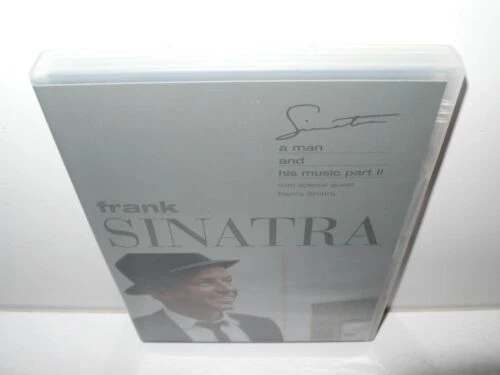 Sinatra
a man
and
his music part II
with special guest
Nancy Sinatra
frank
SINATRA